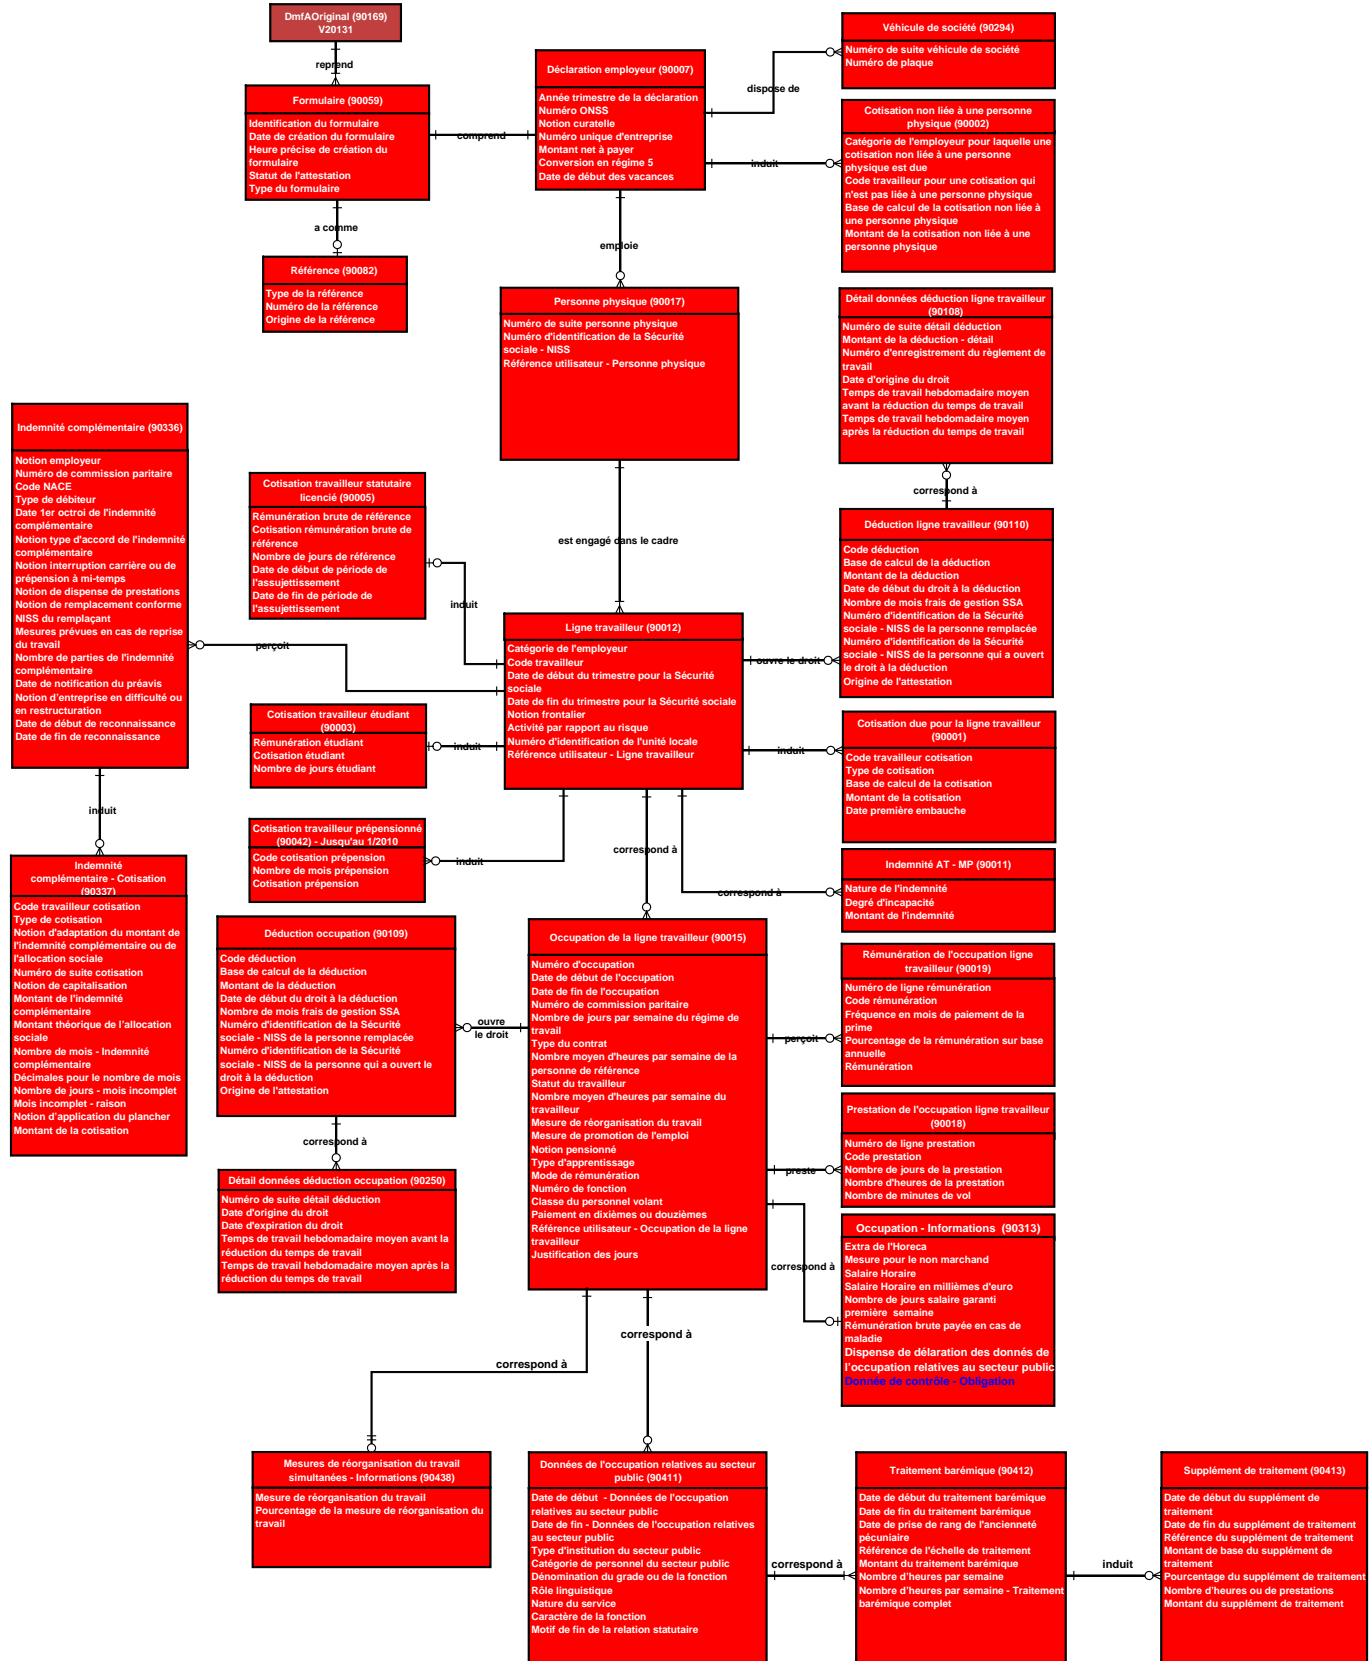 DmfAOriginal (90169)
V20131
reprend
Formulaire (90059)
Identification du formulaire
Date de création du formulaire
Heure précise de création du
formulaire
Statut de l'attestation
Type du formulaire
comprend
a comme
Référence (90082)
Type de la référence
Numéro de la référence
Origine de la référence
Déclaration employeur (90007)
Année trimestre de la déclaration
Numéro ONSS
Notion curatelle
Numéro unique d'entreprise
Montant net à payer
Conversion en régime 5
Date de début des vacances
dispose de
induit
emploie
Véhicule de société (90294)
Numéro de suite véhicule de société
Numéro de plaque
Cotisation non liée à une personne
physique (90002)
Catégorie de l'employeur pour laquelle une
cotisation non liée à une personne
physique est due
Code travailleur pour une cotisation qui
n'est pas liée à une personne physique
Base de calcul de la cotisation non liée à
une personne physique
Montant de la cotisation non liée à une
personne physique
Personne physique (90017)
Numéro de suite personne physique
Numéro d'identification de la Sécurité
sociale - NISS
Référence utilisateur - Personne physique
est engagé dans le cadre
Détail données déduction ligne travailleur
(90108)
Numéro de suite détail déduction
Montant de la déduction - détail
Numéro d'enregistrement du règlement de
travail
Date d'origine du droit
Temps de travail hebdomadaire moyen
avant la réduction du temps de travail
Temps de travail hebdomadaire moyen
après la réduction du temps de travail
correspond à
Déduction ligne travailleur (90110)
Code déduction
Base de calcul de la déduction
Montant de la déduction
Date de début du droit à la déduction
Nombre de mois frais de gestion SSA
Numéro d'identification de la Sécurité
sociale - NISS de la personne remplacée
Numéro d'identification de la Sécurité
sociale - NISS de la personne qui a ouvert
le droit à la déduction
Origine de l'attestation
Indemnité complémentaire (90336)
Notion employeur
Numéro de commission paritaire
Code NACE
Type de débiteur
Date 1er octroi de l'indemnité
complémentaire
Notion type d'accord de l'indemnité
complémentaire
Notion interruption carrière ou de
prépension à mi-temps
Notion de dispense de prestations
Notion de remplacement conforme
NISS du remplaçant
Mesures prévues en cas de reprise
du travail
Nombre de parties de l'indemnité
complémentaire
Date de notification du préavis
Notion d'entreprise en difficulté ou
en restructuration
Date de début de reconnaissance
Date de fin de reconnaissance
induit
Indemnité
complémentaire - Cotisation
(90337)
Code travailleur cotisation
Type de cotisation
Notion d'adaptation du montant de
l'indemnité complémentaire ou de
l'allocation sociale
Numéro de suite cotisation
Notion de capitalisation
Montant de l'indemnité
complémentaire
Montant théorique de l'allocation
sociale
Nombre de mois - Indemnité
complémentaire
Décimales pour le nombre de mois
Nombre de jours - mois incomplet
Mois incomplet - raison
Notion d'application du plancher
Montant de la cotisation
Cotisation travailleur statutaire
licencié (90005)
Rémunération brute de référence
Cotisation rémunération brute de
référence
Nombre de jours de référence
Date de début de période de
l'assujettissement
Date de fin de période de
l'assujettissement
induit
perçoit
Cotisation travailleur étudiant
(90003)
Rémunération étudiant
Cotisation étudiant
Nombre de jours étudiant
induit
Cotisation travailleur prépensionné
(90042) - Jusqu'au 1/2010
Code cotisation prépension
Nombre de mois prépension
Cotisation prépension
induit
Ligne travailleur (90012)
Catégorie de l'employeur
Code travailleur
Date de début du trimestre pour la Sécurité
sociale
Date de fin du trimestre pour la Sécurité sociale
Notion frontalier
Activité par rapport au risque
Numéro d'identification de l'unité locale
Référence utilisateur - Ligne travailleur
ouvre le droit
induit
correspond à
correspond à
Cotisation due pour la ligne travailleur
(90001)
Code travailleur cotisation
Type de cotisation
Base de calcul de la cotisation
Montant de la cotisation
Date première embauche
Indemnité AT - MP (90011)
Nature de l'indemnité
Degré d'incapacité
Montant de l'indemnité
Déduction occupation (90109)
Code déduction
Base de calcul de la déduction
Montant de la déduction
Date de début du droit à la déduction
Nombre de mois frais de gestion SSA
Numéro d'identification de la Sécurité
sociale - NISS de la personne remplacée
Numéro d'identification de la Sécurité
sociale - NISS de la personne qui a ouvert le
droit à la déduction
Origine de l'attestation
ouvre
le droit
correspond à
Détail données déduction occupation (90250)
Numéro de suite détail déduction
Date d'origine du droit
Date d'expiration du droit
Temps de travail hebdomadaire moyen avant la
réduction du temps de travail
Temps de travail hebdomadaire moyen après la
réduction du temps de travail
Occupation de la ligne travailleur (90015)
Numéro d'occupation
Date de début de l'occupation
Date de fin de l'occupation
Numéro de commission paritaire
Nombre de jours par semaine du régime de
travail
Type du contrat
Nombre moyen d'heures par semaine de la
personne de référence
Statut du travailleur
Nombre moyen d'heures par semaine du
travailleur
Mesure de réorganisation du travail
Mesure de promotion de l'emploi
Notion pensionné
Type d'apprentissage
Mode de rémunération
Numéro de fonction
Classe du personnel volant
Paiement en dixièmes ou douzièmes
Référence utilisateur - Occupation de la ligne
travailleur
Justification des jours
perçoit
preste
correspond à
Rémunération de l'occupation ligne
travailleur (90019)
Numéro de ligne rémunération
Code rémunération
Fréquence en mois de paiement de la
prime
Pourcentage de la rémunération sur base
annuelle
Rémunération
Prestation de l'occupation ligne travailleur
(90018)
Numéro de ligne prestation
Code prestation
Nombre de jours de la prestation
Nombre d'heures de la prestation
Nombre de minutes de vol
Occupation - Informations (90313)
Extra de l'Horeca
Mesure pour le non marchand
Salaire Horaire
Salaire Horaire en millièmes d'euro
Nombre de jours salaire garanti
première semaine
Rémunération brute payée en cas de
maladie
Dispense de délaration des donnés de
l'occupation relatives au secteur public
Donnée de contrôle - Obligation
correspond à
correspond à
Mesures de réorganisation du travail
simultanées - Informations (90438)
Mesure de réorganisation du travail
Pourcentage de la mesure de réorganisation du
travail
Données de l'occupation relatives au secteur
public (90411)
Date de début - Données de l'occupation
relatives au secteur public
Date de fin - Données de l'occupation relatives
au secteur public
Type d'institution du secteur public
Catégorie de personnel du secteur public
Dénomination du grade ou de la fonction
Rôle linguistique
Nature du service
Caractère de la fonction
Motif de fin de la relation statutaire
correspond à
Traitement barémique (90412)
Date de début du traitement barémique
Date de fin du traitement barémique
Date de prise de rang de l'ancienneté
pécuniaire
Référence de l'échelle de traitement
Montant du traitement barémique
Nombre d'heures par semaine
Nombre d'heures par semaine - Traitement
barémique complet
induit
Supplément de traitement (90413)
Date de début du supplément de
traitement
Date de fin du supplément de traitement
Référence du supplément de traitement
Montant de base du supplément de
traitement
Pourcentage du supplément de traitement
Nombre d'heures ou de prestations
Montant du supplément de traitement